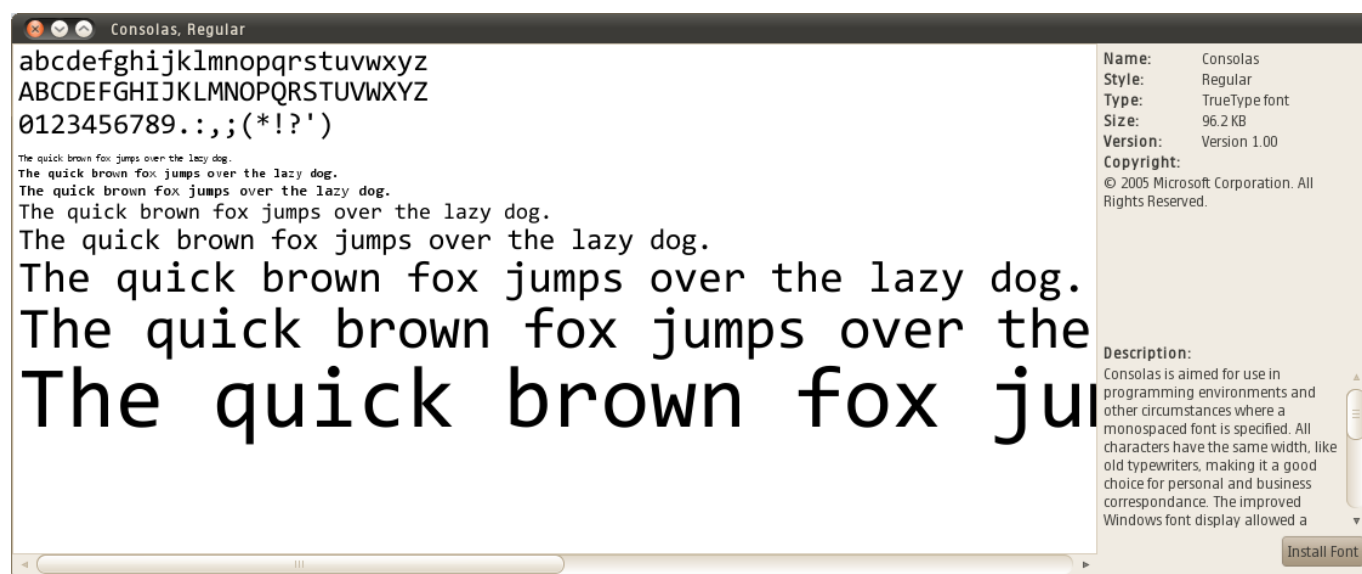 Consolas, Regular
abcdefghijklmnopqrstuvwxyz
ABCDEFGHIJKLMNOPQRSTUVWXYZ
0123456789.:,;(*!?')
The quick brown fox jumps over the lazy dog.
The quick brown fox jumps over the lazy dog.
The quick brown fox jumps over the lazy dog.
The quick brown fox jumps over the lazy dog.
The quick brown fox jumps over the lazy dog.
The quick brown fox jumps over the lazy dog.
The quick brown fox jumps over the
The quick brown fox ju
Name: Consolas
Style: Regular
Type: TrueType font
Size: 96.2 KB
Version: Version 1.00
Copyright:
© 2005 Microsoft Corporation. All
Rights Reserved.
Description:
Consolas is aimed for use in
programming environments and
other circumstances where a
monospaced font is specified. All
characters have the same width, like
old typewriters, making it a good
choice for personal and business
correspondance. The improved
Windows font display allowed a
Install Font